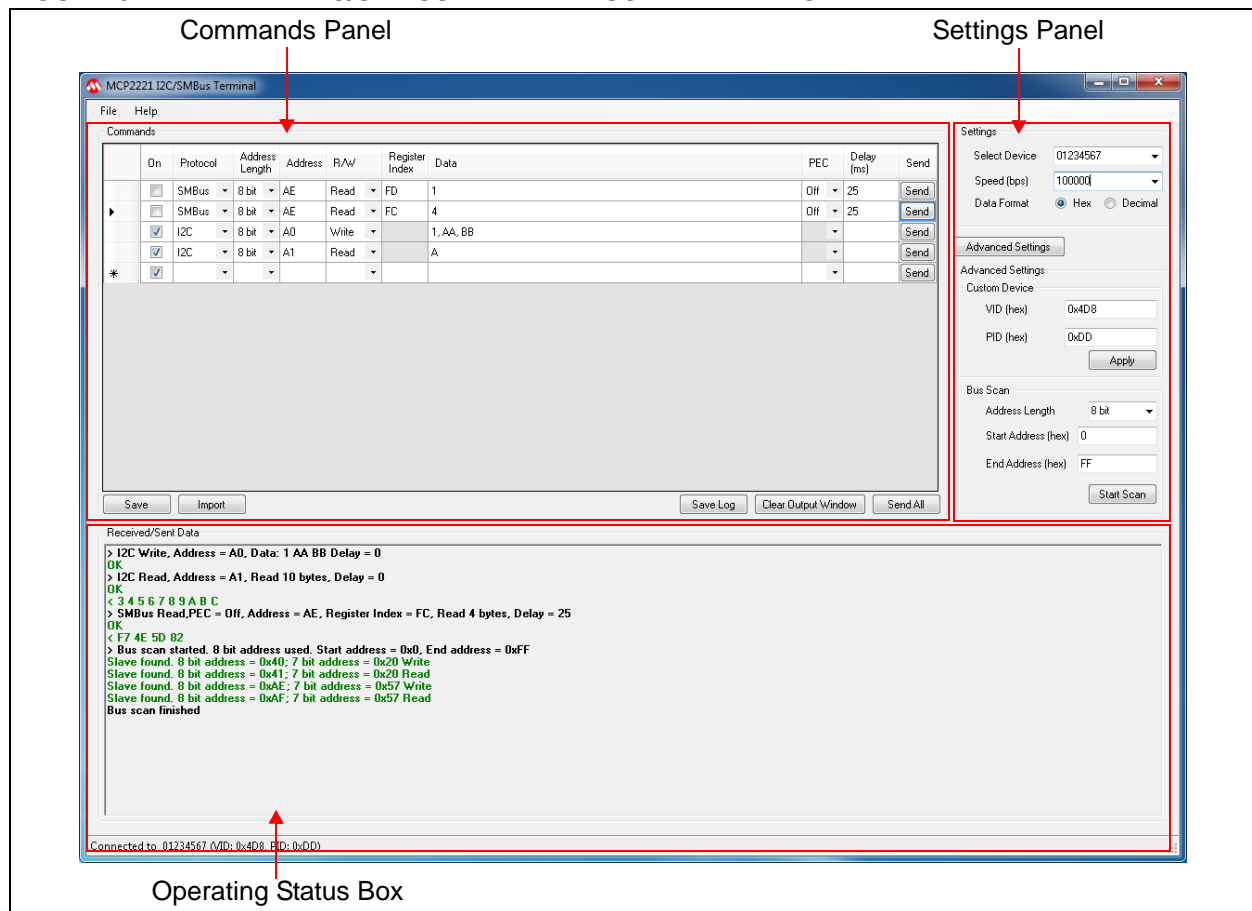 Commands Panel
Settings Panel
MCP2221 I2C/SMBus Terminal
File Help
Commands
On Protocol Address Length Address R/W Register Index Data PEC Delay (ms) Send
SMBus 8 bit AE Read FD 1 Off 25 Send
SMBus 8 bit AE Read FC 4 Off 25 Send
I2C 8 bit A0 Write 1, AA, BB Send
I2C 8 bit A1 Read A Send
Send
Save Import Save Log Clear Output Window Send All
Settings
Select Device 01234567
Speed (bps) 100000
Data Format Hex Decimal
Advanced Settings
Advanced Settings
Custom Device
VID (hex) 0x4D8
PID (hex) 0xDD
Apply
Bus Scan
Address Length 8 bit
Start Address (hex) 0
End Address (hex) FF
Start Scan
Received/Sent Data
> I2C Write, Address = A0, Data: 1 AA BB Delay = 0
OK
> I2C Read, Address = A1, Read 10 bytes, Delay = 0
OK
< 3 4 5 6 7 8 9 A B C
> SMBus Read,PEC = Off, Address = AE, Register Index = FC, Read 4 bytes, Delay = 25
OK
< F7 4E 5D 82
> Bus scan started. 8 bit address used. Start address = 0x0, End address = 0xFF
Slave found. 8 bit address = 0x40; 7 bit address = 0x20 Write
Slave found. 8 bit address = 0x41; 7 bit address = 0x20 Read
Slave found. 8 bit address = 0xAE; 7 bit address = 0x57 Write
Slave found. 8 bit address = 0xAF; 7 bit address = 0x57 Read
Bus scan finished
Connected to 01234567 (VID: 0x4D8, PID: 0xDD)
Operating Status Box